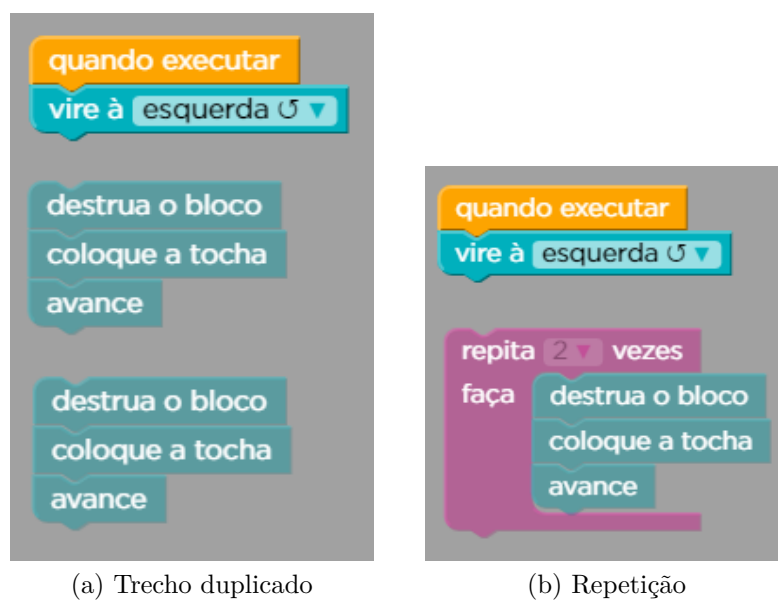 quando executar
vire à esquerda ↺ ▼
destrua o bloco
coloque a tocha
avance
destrua o bloco
coloque a tocha
avance
(a) Trecho duplicado
quando executar
vire à esquerda ↺ ▼
repita 2 ▼ vezes
faça destrua o bloco
coloque a tocha
avance
(b) Repetição